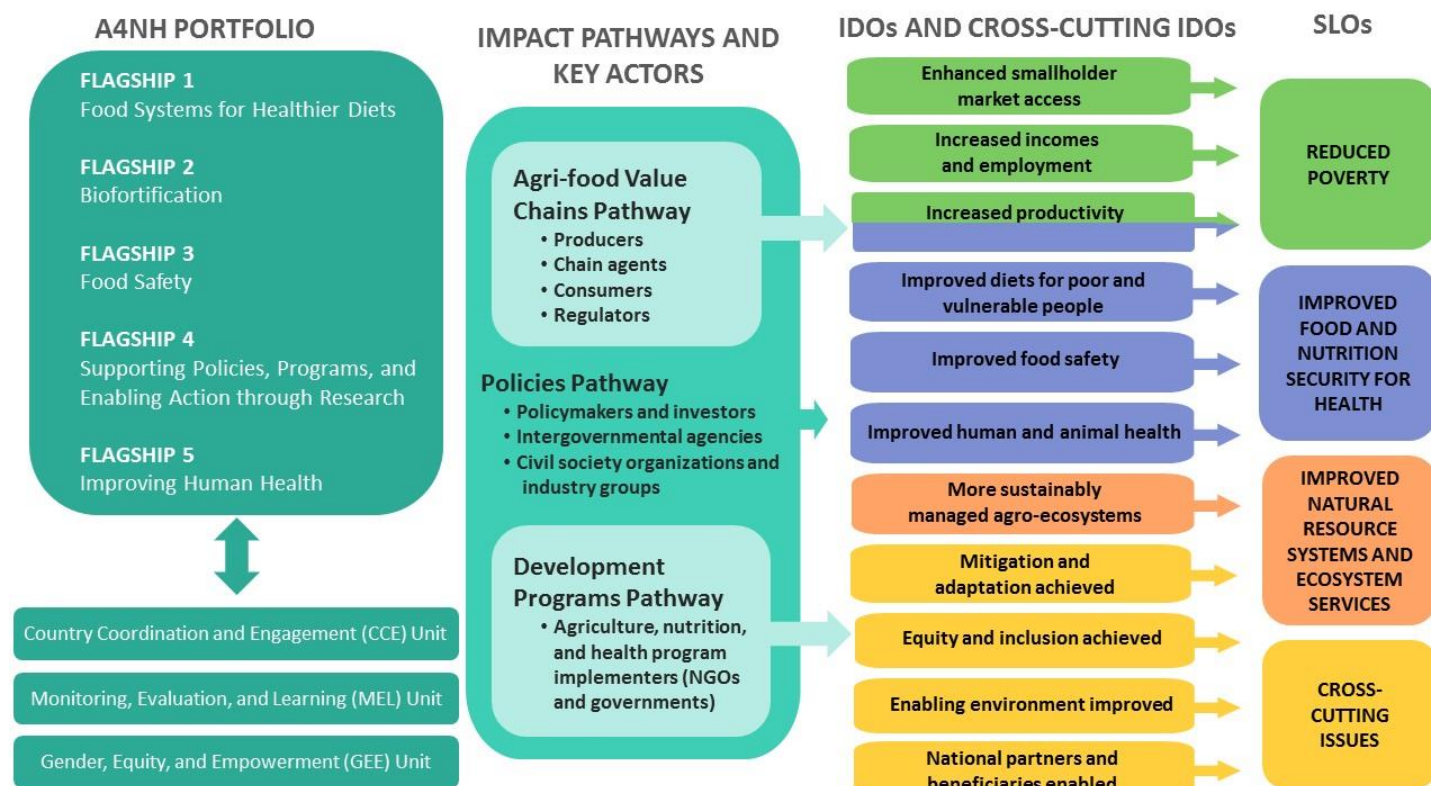 A4NH PORTFOLIO
FLAGSHIP 1
Food Systems for Healthier Diets
FLAGSHIP 2
Biofortification
FLAGSHIP 3
Food Safety
FLAGSHIP 4
Supporting Policies, Programs, and
Enabling Action through Research
FLAGSHIP 5
Improving Human Health
Country Coordination and Engagement (CCE) Unit
Monitoring, Evaluation, and Learning (MEL) Unit
Gender, Equity, and Empowerment (GEE) Unit
IMPACT PATHWAYS AND
KEY ACTORS
Agri-food Value
Chains Pathway
• Producers
• Chain agents
• Consumers
• Regulators
Policies Pathway
• Policymakers and investors
• Intergovernmental agencies
• Civil society organizations and
industry groups
Development
Programs Pathway
• Agriculture, nutrition,
and health program
implementers (NGOs
and governments)
IDOs AND CROSS-CUTTING IDOs
Enhanced smallholder
market access
Increased incomes
and employment
Increased productivity
Improved diets for poor and
vulnerable people
Improved food safety
Improved human and animal health
More sustainably
managed agro-ecosystems
Mitigation and
adaptation achieved
Equity and inclusion achieved
Enabling environment improved
National partners and
beneficiaries enabled
SLOs
REDUCED
POVERTY
IMPROVED
FOOD AND
NUTRITION
SECURITY FOR
HEALTH
IMPROVED
NATURAL
RESOURCE
SYSTEMS AND
ECOSYSTEM
SERVICES
CROSS-
CUTTING
ISSUES